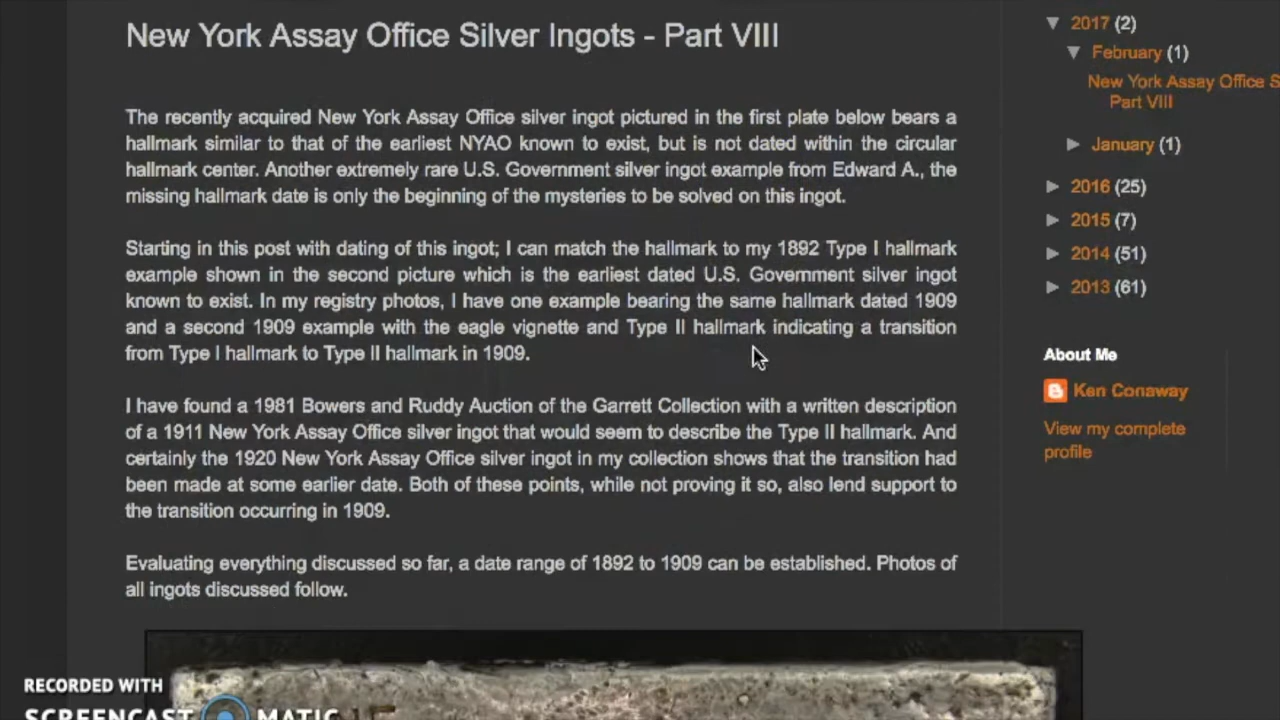 New York Assay Office Silver Ingots - Part VIII
The recently acquired New York Assay Office silver ingot pictured in the first plate below bears a
hallmark similar to that of the earliest NYAO known to exist, but is not dated within the circular
hallmark center. Another extremely rare U.S. Government silver ingot example from Edward A., the
missing hallmark date is only the beginning of the mysteries to be solved on this ingot.
Starting in this post with dating of this ingot; I can match the hallmark to my 1892 Type I hallmark
example shown in the second picture which is the earliest dated U.S. Government silver ingot
known to exist. In my registry photos, I have one example bearing the same hallmark dated 1909
and a second 1909 example with the eagle vignette and Type II hallmark indicating a transition
from Type I hallmark to Type II hallmark in 1909.
I have found a 1981 Bowers and Ruddy Auction of the Garrett Collection with a written description
of a 1911 New York Assay Office silver ingot that would seem to describe the Type II hallmark. And
certainly the 1920 New York Assay Office silver ingot in my collection shows that the transition had
been made at some earlier date. Both of these points, while not proving it so, also lend support to
the transition occurring in 1909.
Evaluating everything discussed so far, a date range of 1892 to 1909 can be established. Photos of
all ingots discussed follow.
2017 (2)
February (1)
New York Assay Office S
Part VIII
January (1)
2016 (25)
2015 (7)
2014 (51)
2013 (61)
About Me
Ken Conaway
View my complete
profile
RECORDED WITH
SCREENCAST MATIC